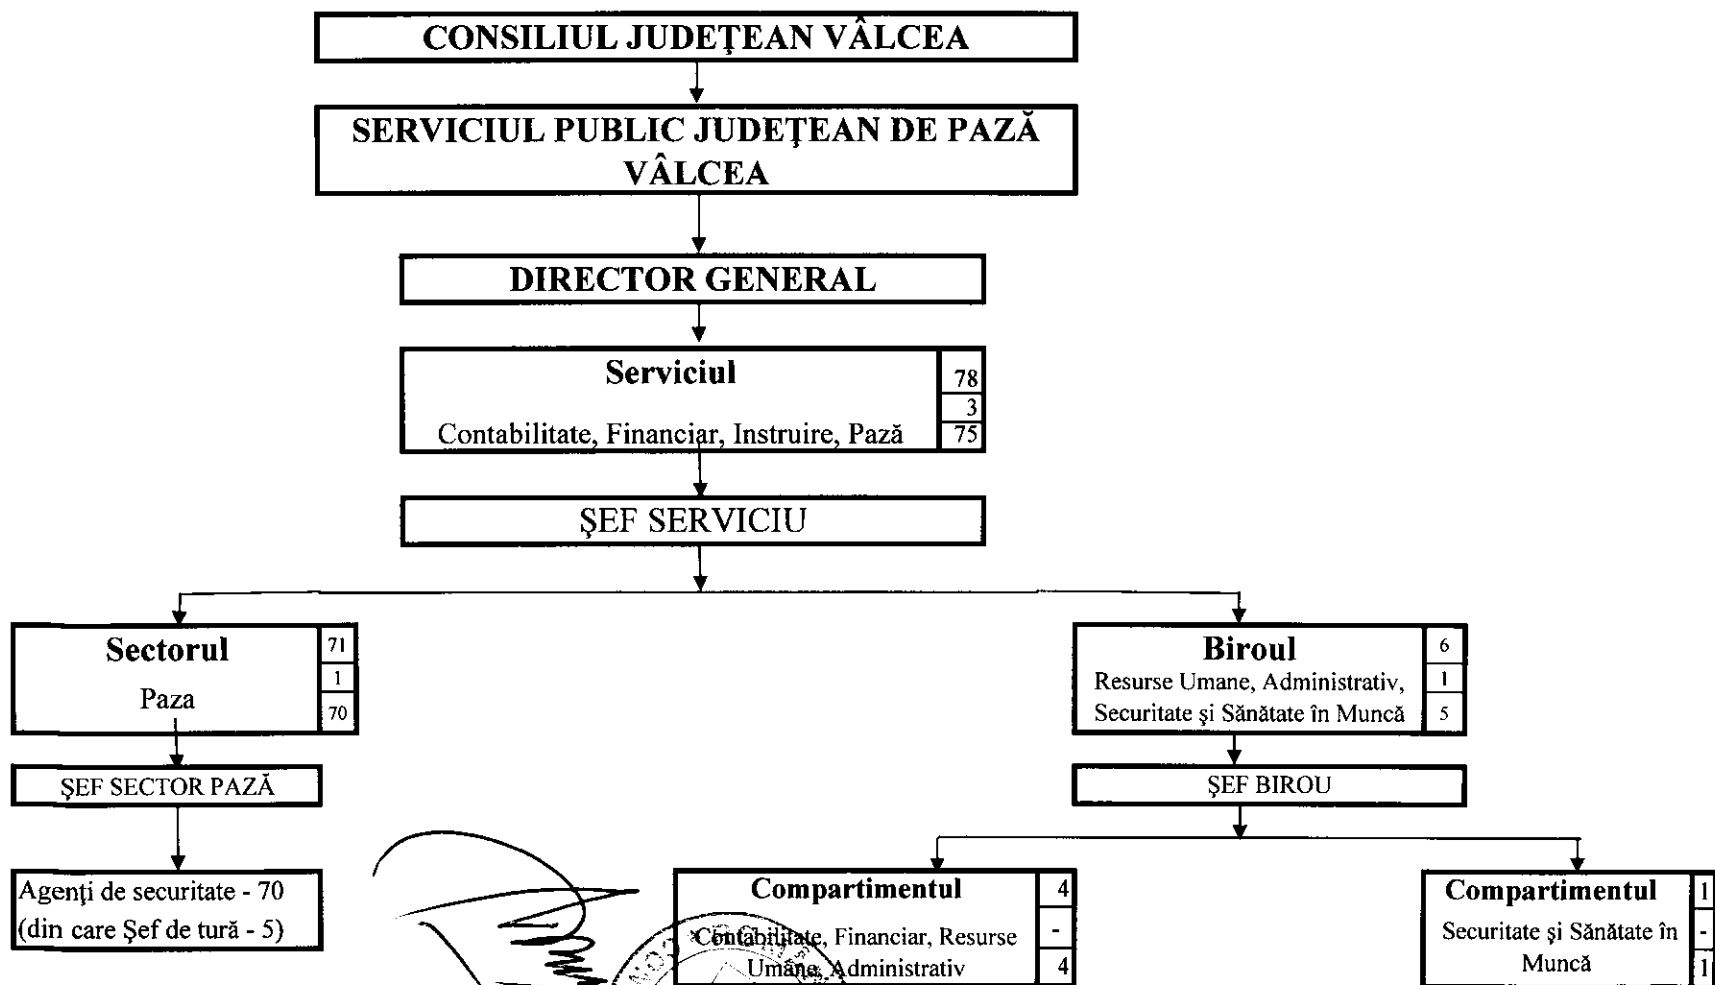 CONSILIUL JUDEŢEAN VÂLCEA
SERVICIUL PUBLIC JUDEŢEAN DE PAZĂ
VÂLCEA
DIRECTOR GENERAL
Serviciul
78
3
Contabilitate, Financiar, Instruire, Pază
75
ŞEF SERVICIU
Sectorul
71
1
Paza
70
Biroul
6
Resurse Umane, Administrativ,
1
Securitate şi Sănătate în Muncă
5
ŞEF SECTOR PAZĂ
ŞEF BIROU
Agenţi de securitate - 70
(din care Şef de tură - 5)
Compartimentul
4
-
Contabilitate, Financiar, Resurse
Umane, Administrativ
4
Compartimentul
1
Securitate şi Sănătate în
-
Muncă
1